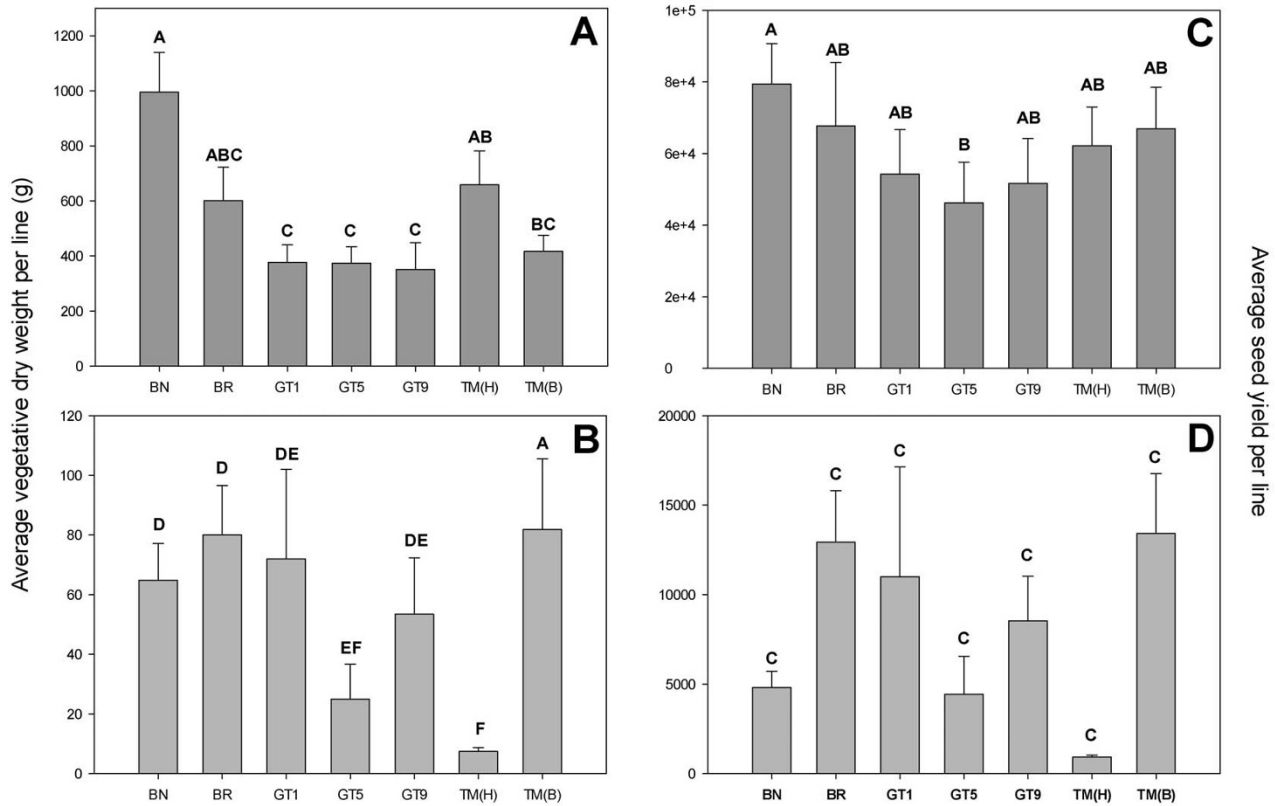 Average vegetative dry weight per line (g)
A
1200
1000
800
600
400
200
0
A
ABC
C
C
C
AB
BC
BN BR GT1 GT5 GT9 TM(H) TM(B)
B
120
100
80
60
40
20
0
D
D
DE
EF
DE
F
A
BN BR GT1 GT5 GT9 TM(H) TM(B)
C
1e+5
8e+4
6e+4
4e+4
2e+4
0
A
AB
AB
B
AB
AB
AB
BN BR GT1 GT5 GT9 TM(H) TM(B)
D
20000
15000
10000
5000
0
C
C
C
C
C
C
C
BN BR GT1 GT5 GT9 TM(H) TM(B)
Average seed yield per line